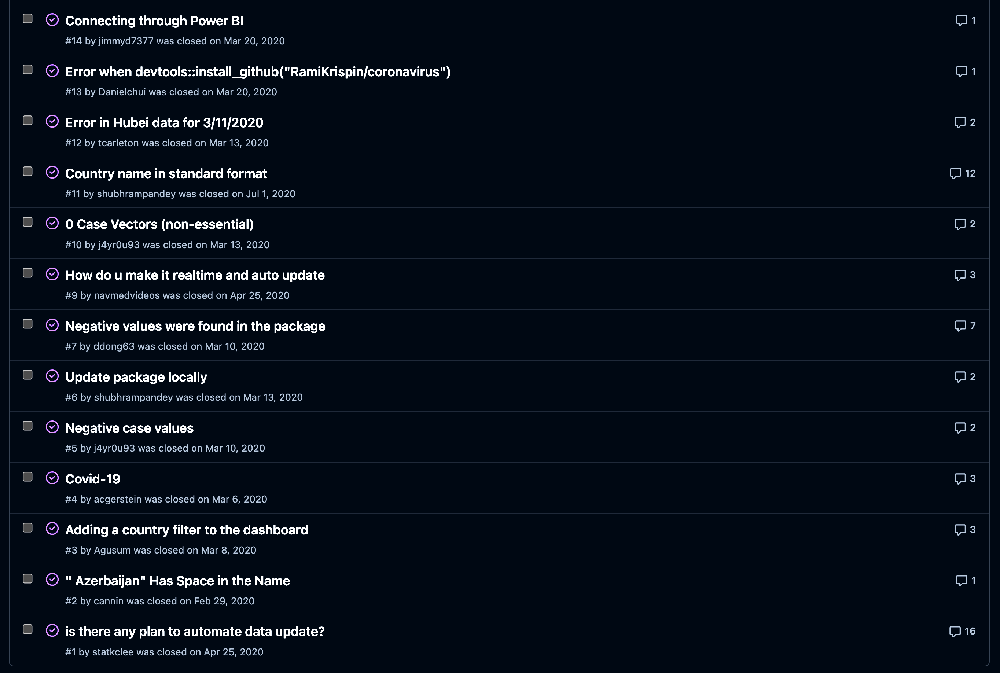 Connecting through Power BI
1
#14 by jimmyd7377 was closed on Mar 20, 2020
Error when devtools::install_github("RamiKrispin/coronavirus")
1
#13 by Danielchui was closed on Mar 20, 2020
Error in Hubei data for 3/11/2020
2
#12 by tcarleton was closed on Mar 13, 2020
Country name in standard format
12
#11 by shubhrampandey was closed on Jul 1, 2020
0 Case Vectors (non-essential)
2
#10 by j4yr0u93 was closed on Mar 13, 2020
How do u make it realtime and auto update
3
#9 by navmedvideos was closed on Apr 25, 2020
Negative values were found in the package
7
#7 by ddong63 was closed on Mar 10, 2020
Update package locally
2
#6 by shubhrampandey was closed on Mar 13, 2020
Negative case values
2
#5 by j4yr0u93 was closed on Mar 10, 2020
Covid-19
3
#4 by acgerstein was closed on Mar 6, 2020
Adding a country filter to the dashboard
3
#3 by Agusum was closed on Mar 8, 2020
" Azerbaijan" Has Space in the Name
1
#2 by cannin was closed on Feb 29, 2020
is there any plan to automate data update?
16
#1 by statkclee was closed on Apr 25, 2020